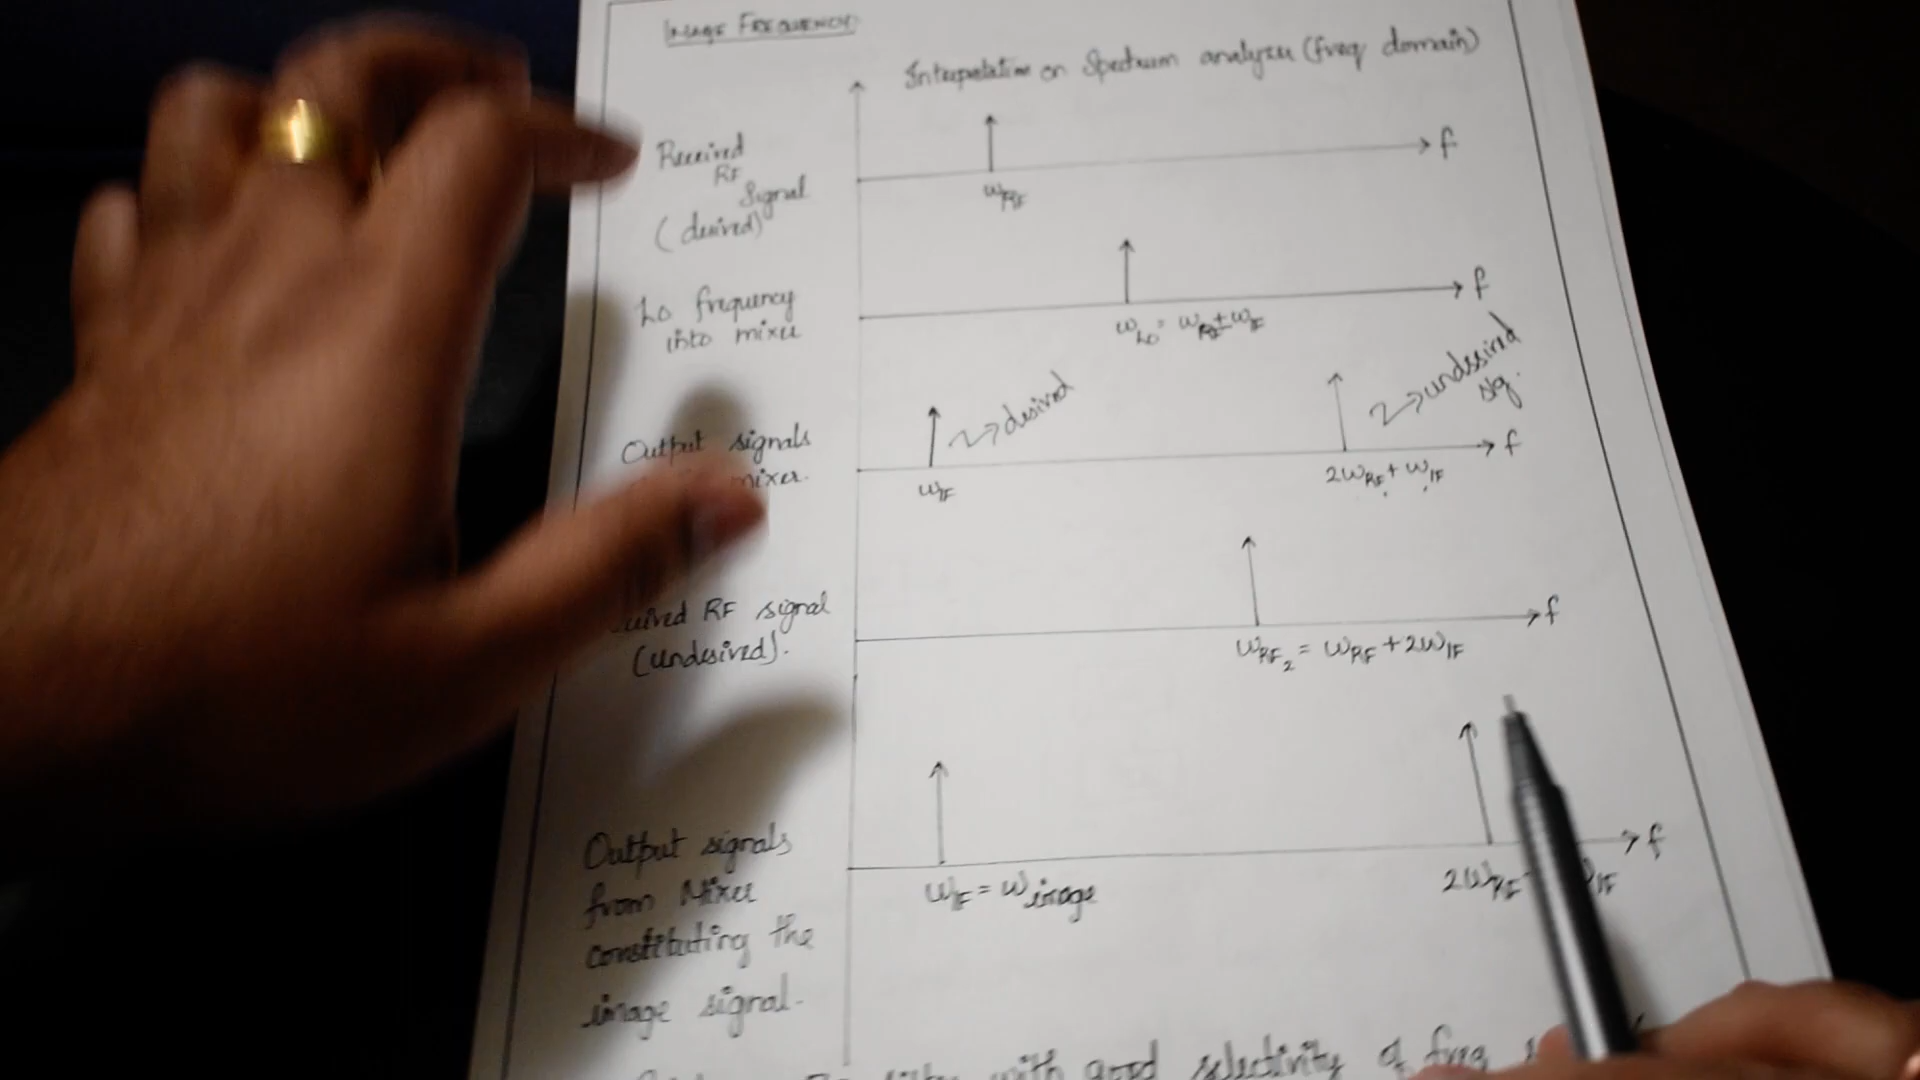 IMAGE FREQUENCY
Interpretation on Spectrum analyzer (freq domain)
Received
RF
Signal
(desired)
f
ωRF
Lo frequency
into mixer
f
ωLO = ωRF + ωIF
Output signals
mixer.
desired
undesired
sig.
f
ωIF
2ωRF + ωIF
RF signal
(undesired).
f
ωRF2 = ωRF + 2ωIF
Output signals
from Mixer
constituting the
image signal.
f
ωIF = ωimage
2ωRF
with good selectivity of freq